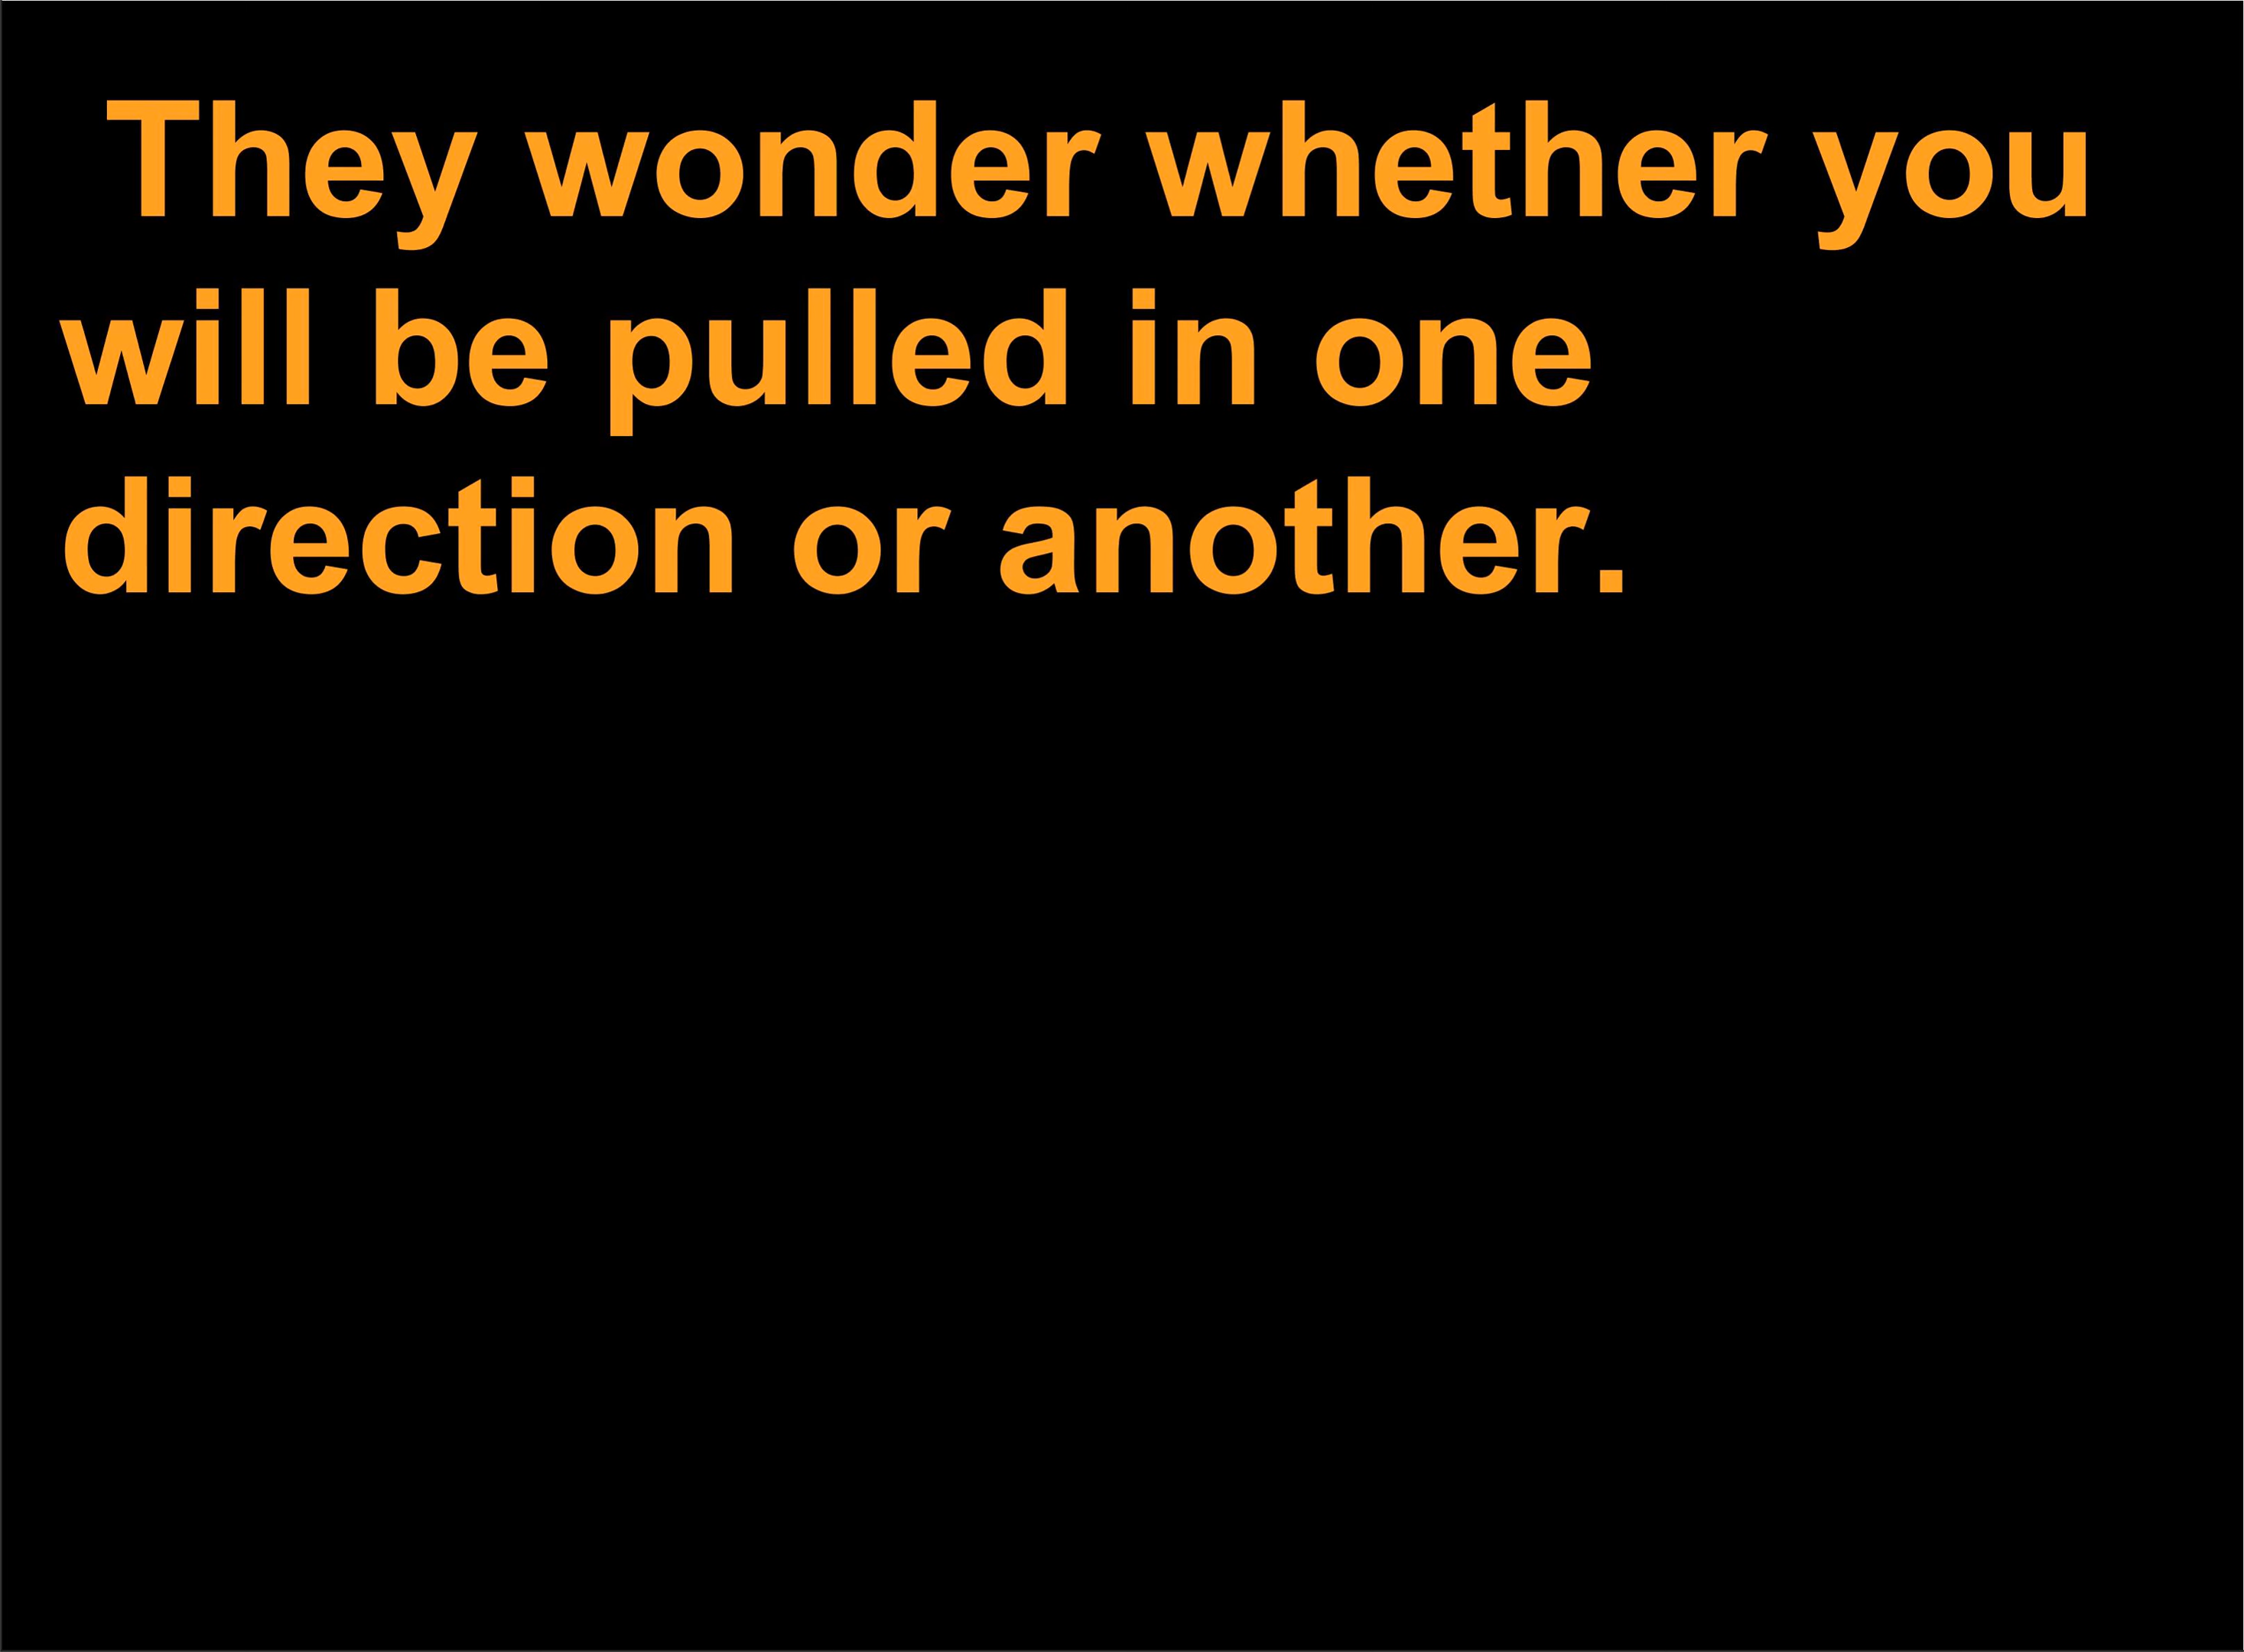 They wonder whether you
will be pulled in one
direction or another.